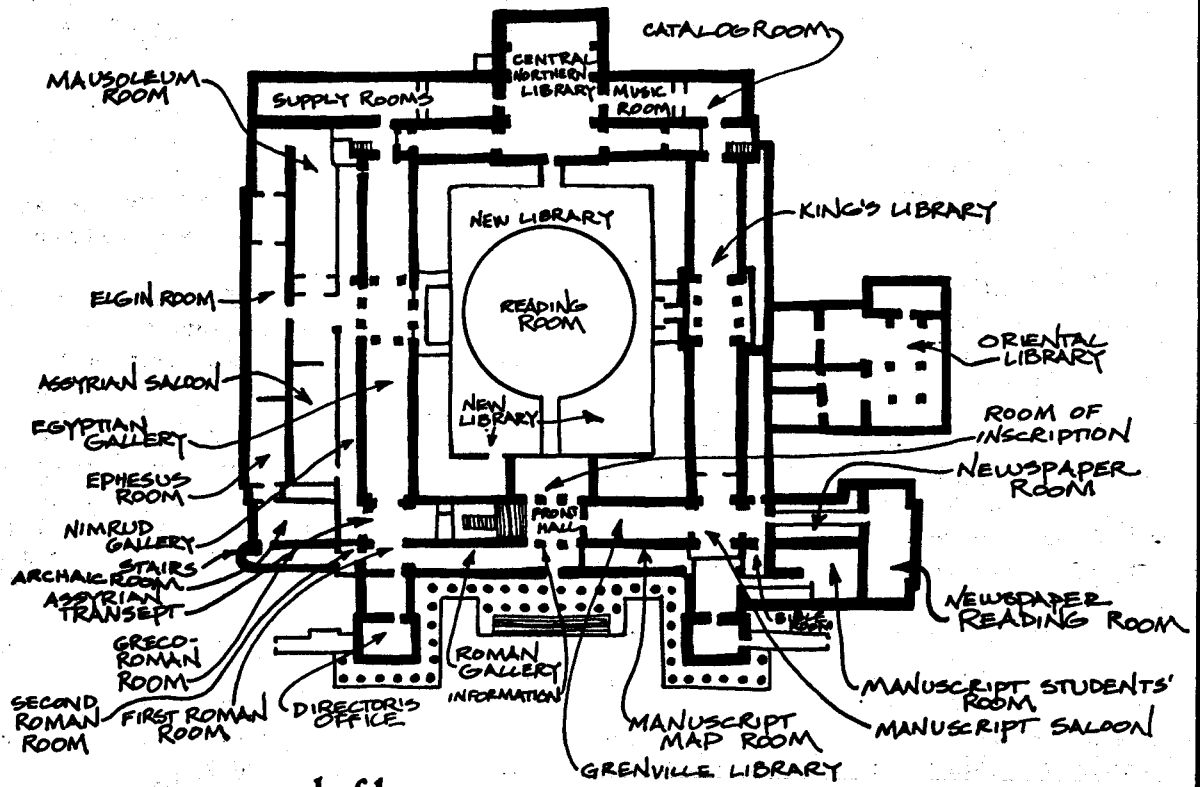 CATALOG ROOM
CENTRAL
NORTHERN
LIBRARY
MAUSOLEUM
ROOM
SUPPLY ROOMS
MUSIC
ROOM
NEW LIBRARY
KING'S LIBRARY
ELGIN ROOM
READING
ROOM
ORIENTAL
LIBRARY
ASSYRIAN SALOON
NEW
LIBRARY
ROOM OF
INSCRIPTION
EGYPTIAN
GALLERY
NEWSPAPER
ROOM
EPHESUS
ROOM
FRONT
HALL
NIMRUD
GALLERY
STAIRS
ARCHAIC ROOM
ASSYRIAN
TRANSEPT
NEWSPAPER
READING ROOM
GRECO-
ROMAN
ROOM
ROMAN
GALLERY
INFORMATION
MANUSCRIPT STUDENTS'
ROOM
SECOND
ROMAN
ROOM
FIRST ROMAN
ROOM
DIRECTOR'S
OFFICE
MANUSCRIPT
MAP ROOM
MANUSCRIPT SALOON
GRENVILLE LIBRARY